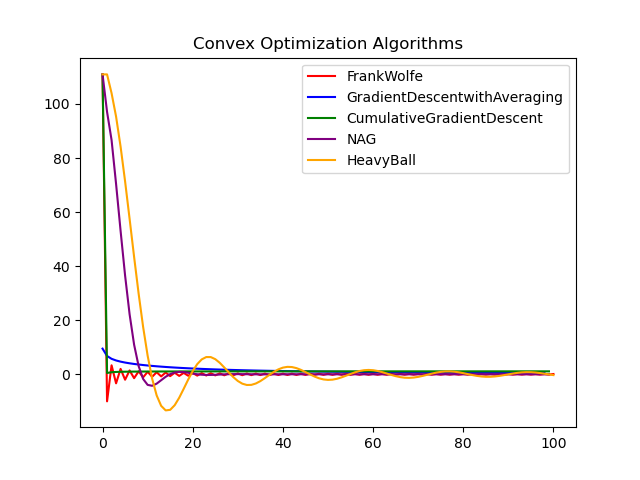 Convex Optimization Algorithms
FrankWolfe
GradientDescentwithAveraging
CumulativeGradientDescent
NAG
HeavyBall
100
80
60
40
20
0
0 20 40 60 80 100